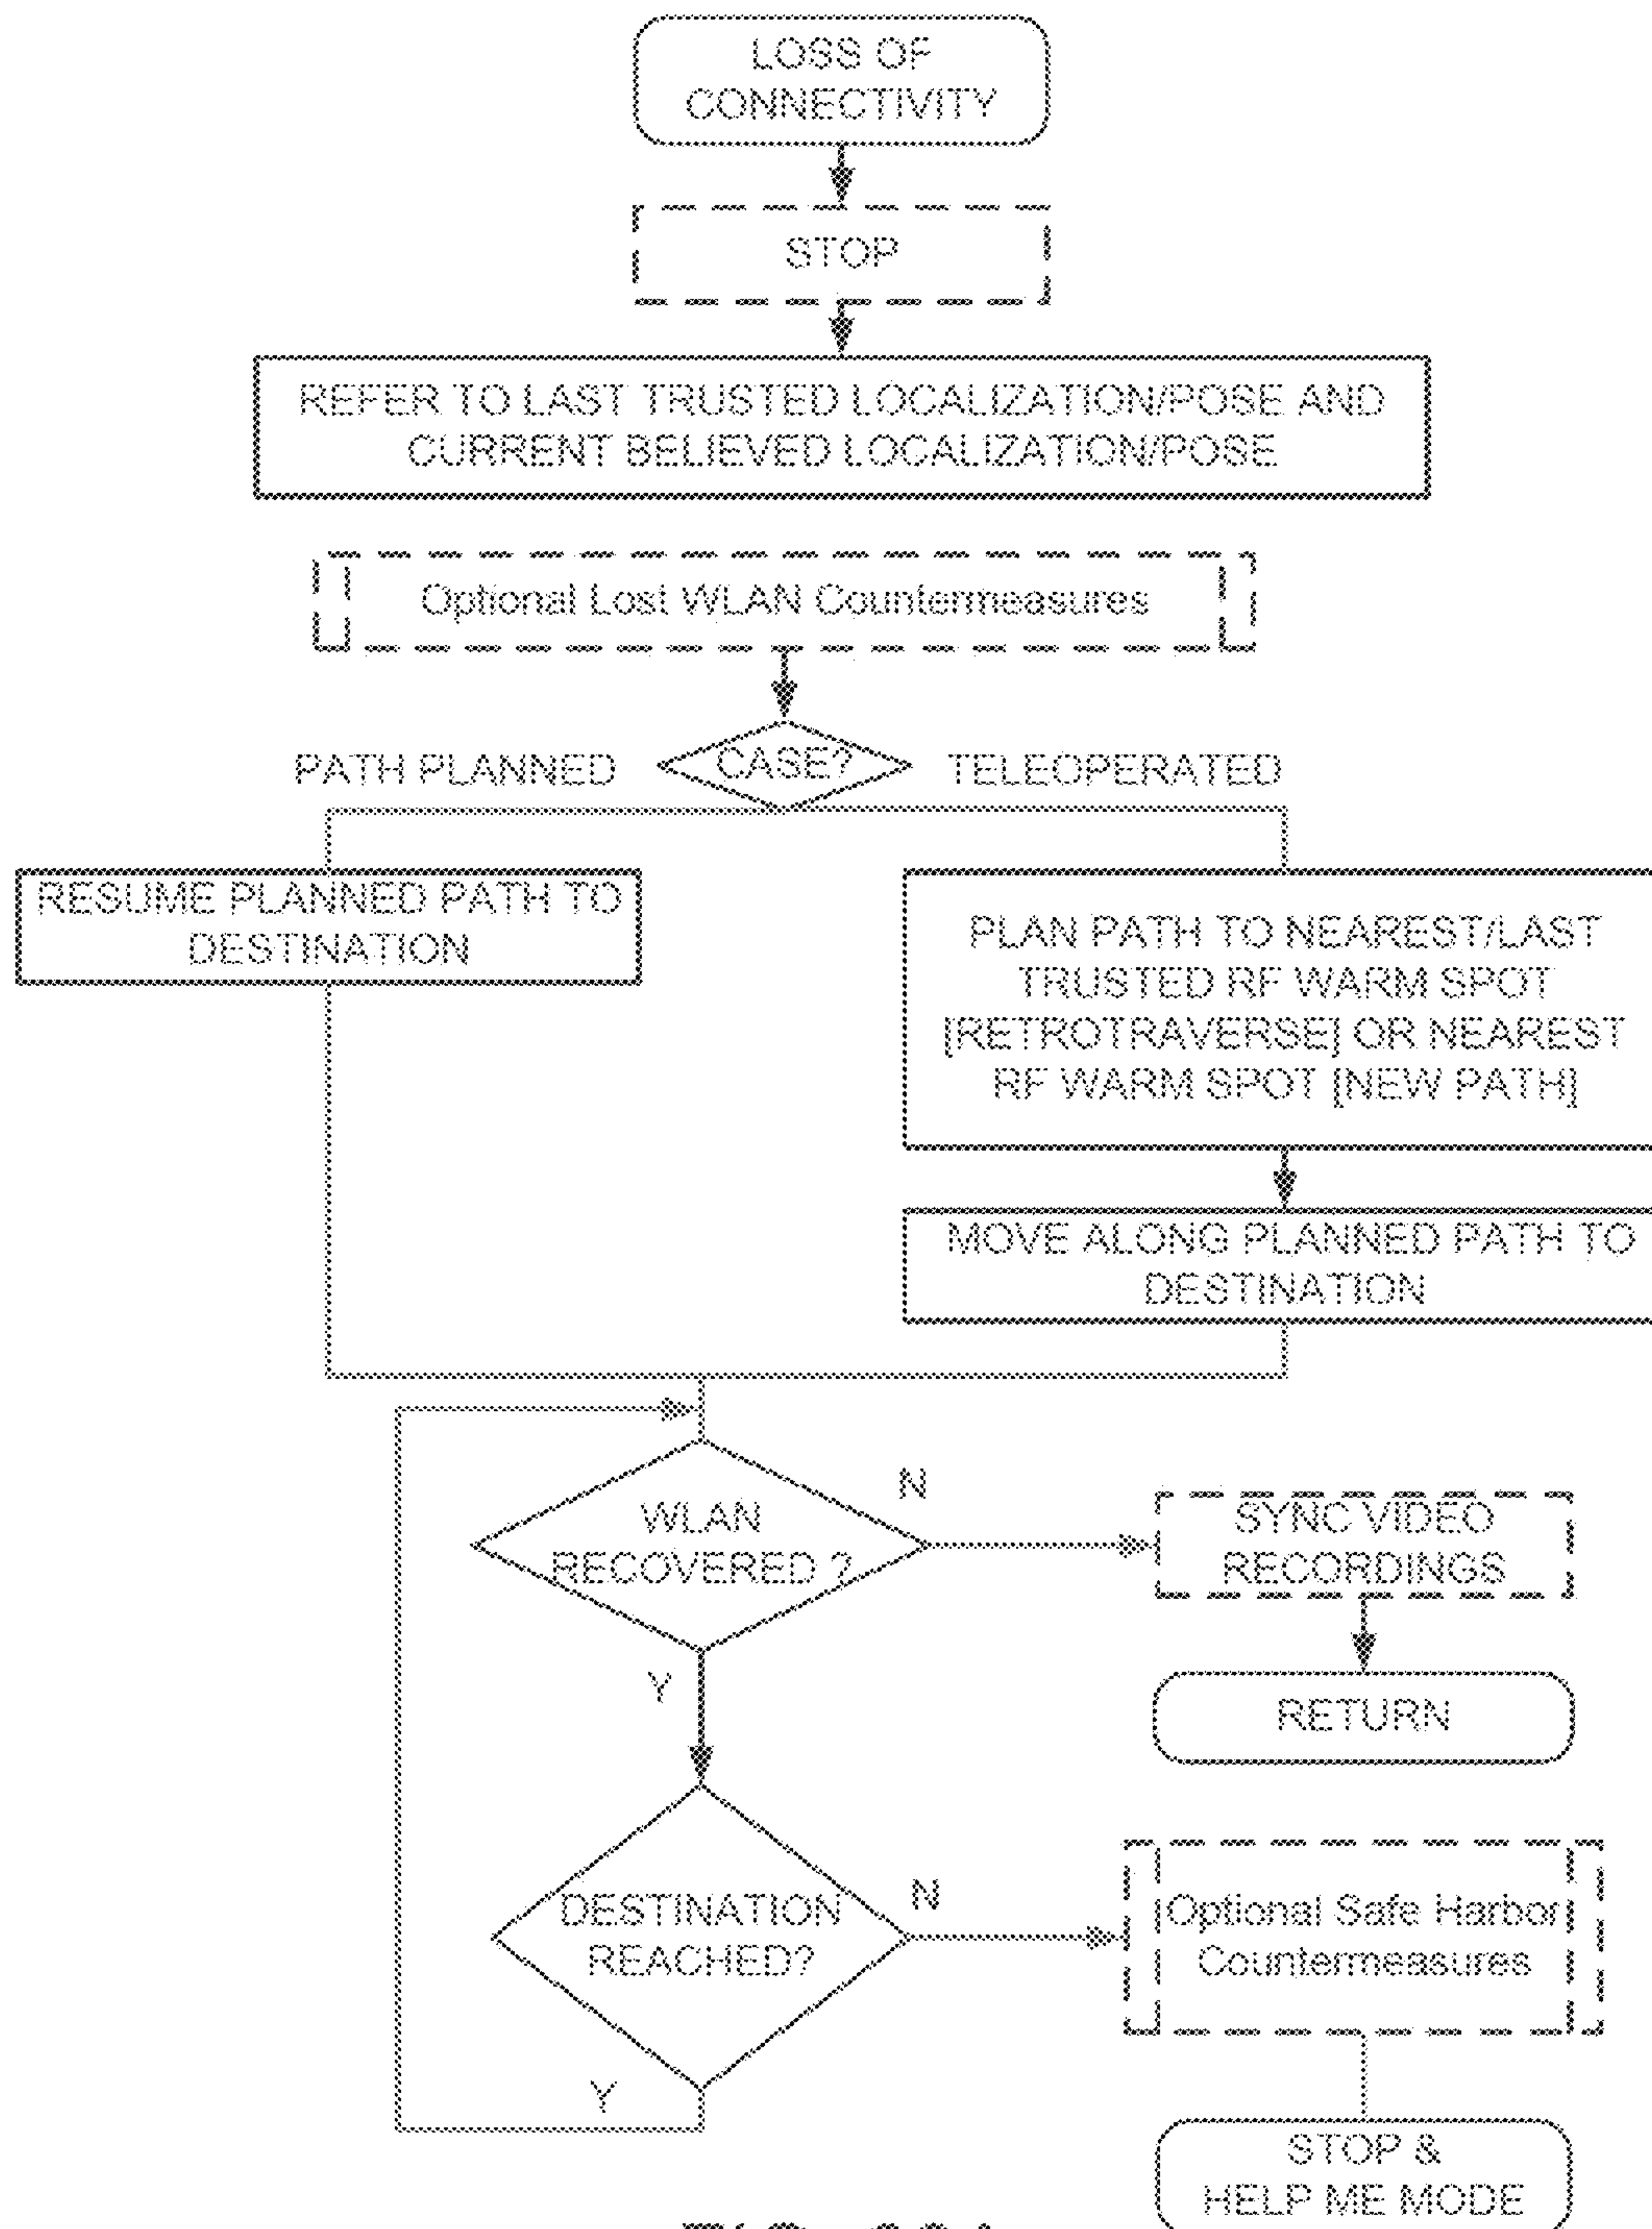 LOSS OF
CONNECTIVITY
STOP
REFER TO LAST TRUSTED LOCALIZATION/POSE AND
CURRENT BELIEVED LOCALIZATION/POSE
Optional Lost WLAN Countermeasures
PATH PLANNED
CASE?
TELEOPERATED
RESUME PLANNED PATH TO
DESTINATION
PLAN PATH TO NEAREST/LAST
TRUSTED RF WARM SPOT
[RETROTRAVERSE] OR NEAREST
RF WARM SPOT [NEW PATH]
MOVE ALONG PLANNED PATH TO
DESTINATION
WLAN
RECOVERED ?
N
SYNC VIDEO
RECORDINGS
Y
RETURN
DESTINATION
REACHED?
N
Optional Safe Harbor
Countermeasures
Y
STOP &
HELP ME MODE